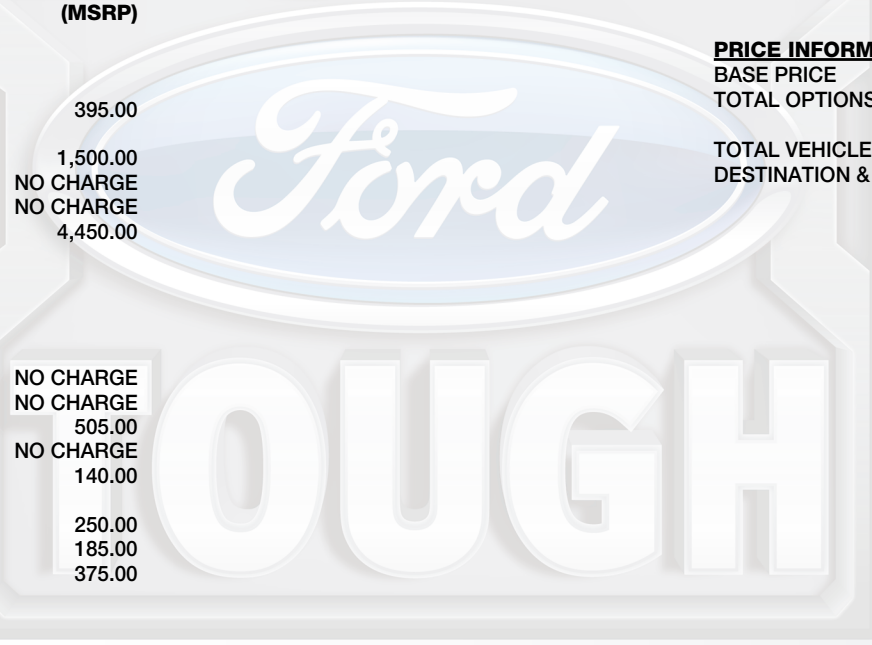 (MSRP)
395.00
1,500.00
NO CHARGE
NO CHARGE
4,450.00
NO CHARGE
NO CHARGE
505.00
NO CHARGE
140.00
250.00
185.00
375.00
PRICE INFORM
BASE PRICE
TOTAL OPTIONS
TOTAL VEHICLE
DESTINATION &
Ford
TOUGH